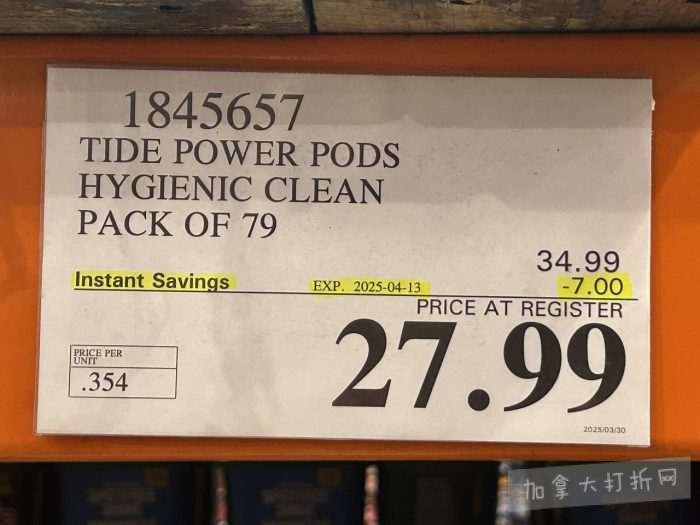 1845657
TIDE POWER PODS
HYGIENIC CLEAN
PACK OF 79
34.99
Instant Savings EXP. 2025-04-13 -7.00
PRICE AT REGISTER
27.99
PRICE PER
UNIT
.354
2025/03/30
加拿大打折网